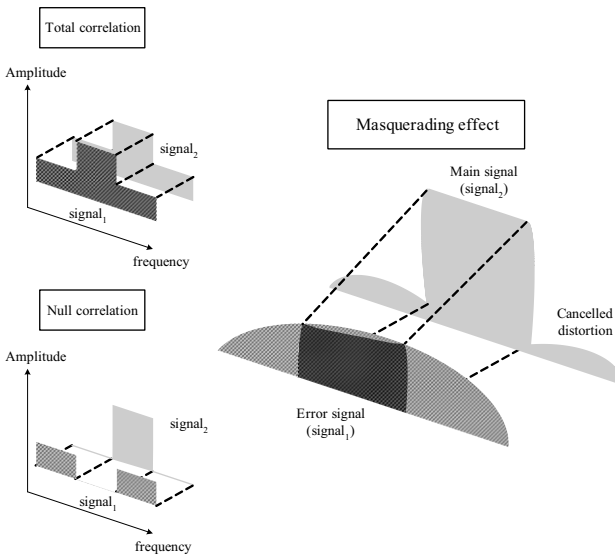 Total correlation
Amplitude
signal₂
signal₁
frequency
Null correlation
Amplitude
signal₂
signal₁
frequency
Masquerading effect
Main signal
(signal₂)
Cancelled
distortion
Error signal
(signal₁)